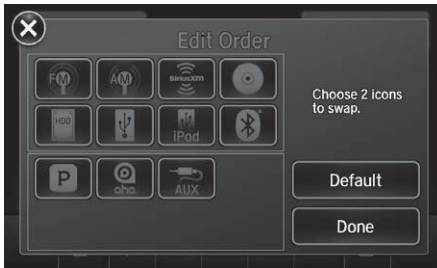 Edit Order
FM
AM
SiriusXM
HDD
iPod
P
aha
AUX
Choose 2 icons
to swap.
Default
Done